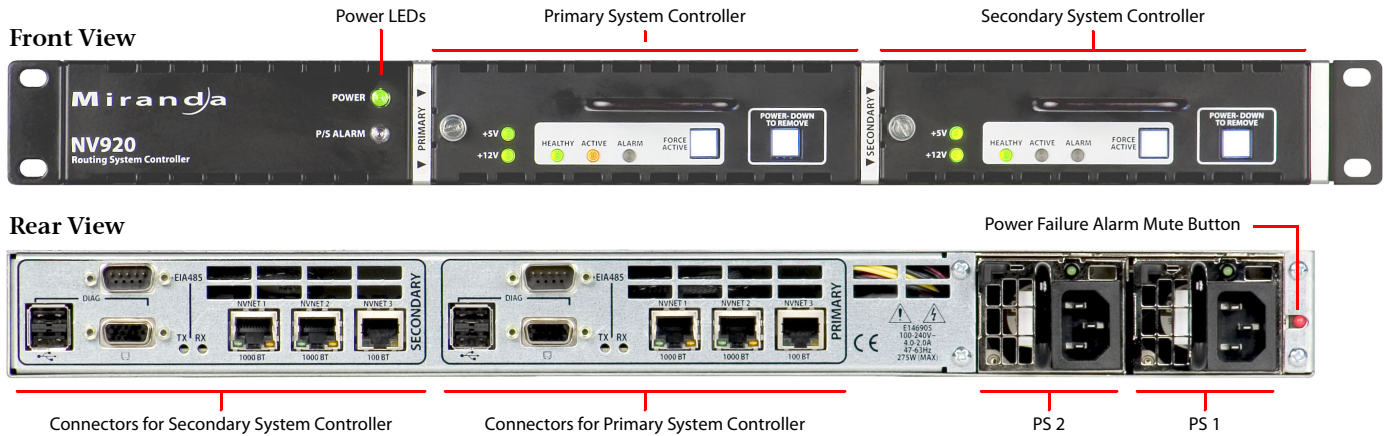 Power LEDs
Primary System Controller
Secondary System Controller
Front View
Miranda
NV920
Routing System Controller
POWER
P/S ALARM
PRIMARY
+5V
+12V
HEALTHY ACTIVE ALARM
FORCE
ACTIVE
POWER-DOWN
TO REMOVE
SECONDARY
+5V
+12V
HEALTHY ACTIVE ALARM
FORCE
ACTIVE
POWER-DOWN
TO REMOVE
Rear View
Power Failure Alarm Mute Button
DIAG
EIA485
TX RX
NVNET 1
NVNET 2
NVNET 3
1000 BT
1000 BT
100 BT
SECONDARY
DIAG
EIA485
TX RX
NVNET 1
NVNET 2
NVNET 3
1000 BT
1000 BT
100 BT
PRIMARY
CE
E146905
100-240V~
4.0-2.0A
47-63Hz
275W (MAX)
Connectors for Secondary System Controller
Connectors for Primary System Controller
PS 2
PS 1